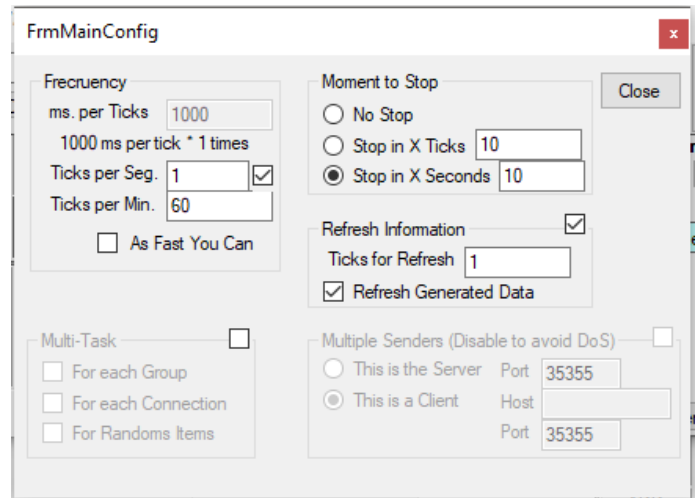 FrmMainConfig
x
Frecruency
ms. per Ticks 1000
1000 ms per tick * 1 times
Ticks per Seg. 1
Ticks per Min. 60
As Fast You Can
Moment to Stop
No Stop
Stop in X Ticks 10
Stop in X Seconds 10
Close
Refresh Information
Ticks for Refresh 1
Refresh Generated Data
Multi-Task
For each Group
For each Connection
For Randoms Items
Multiple Senders (Disable to avoid DoS)
This is the Server Port 35355
This is a Client Host
Port 35355